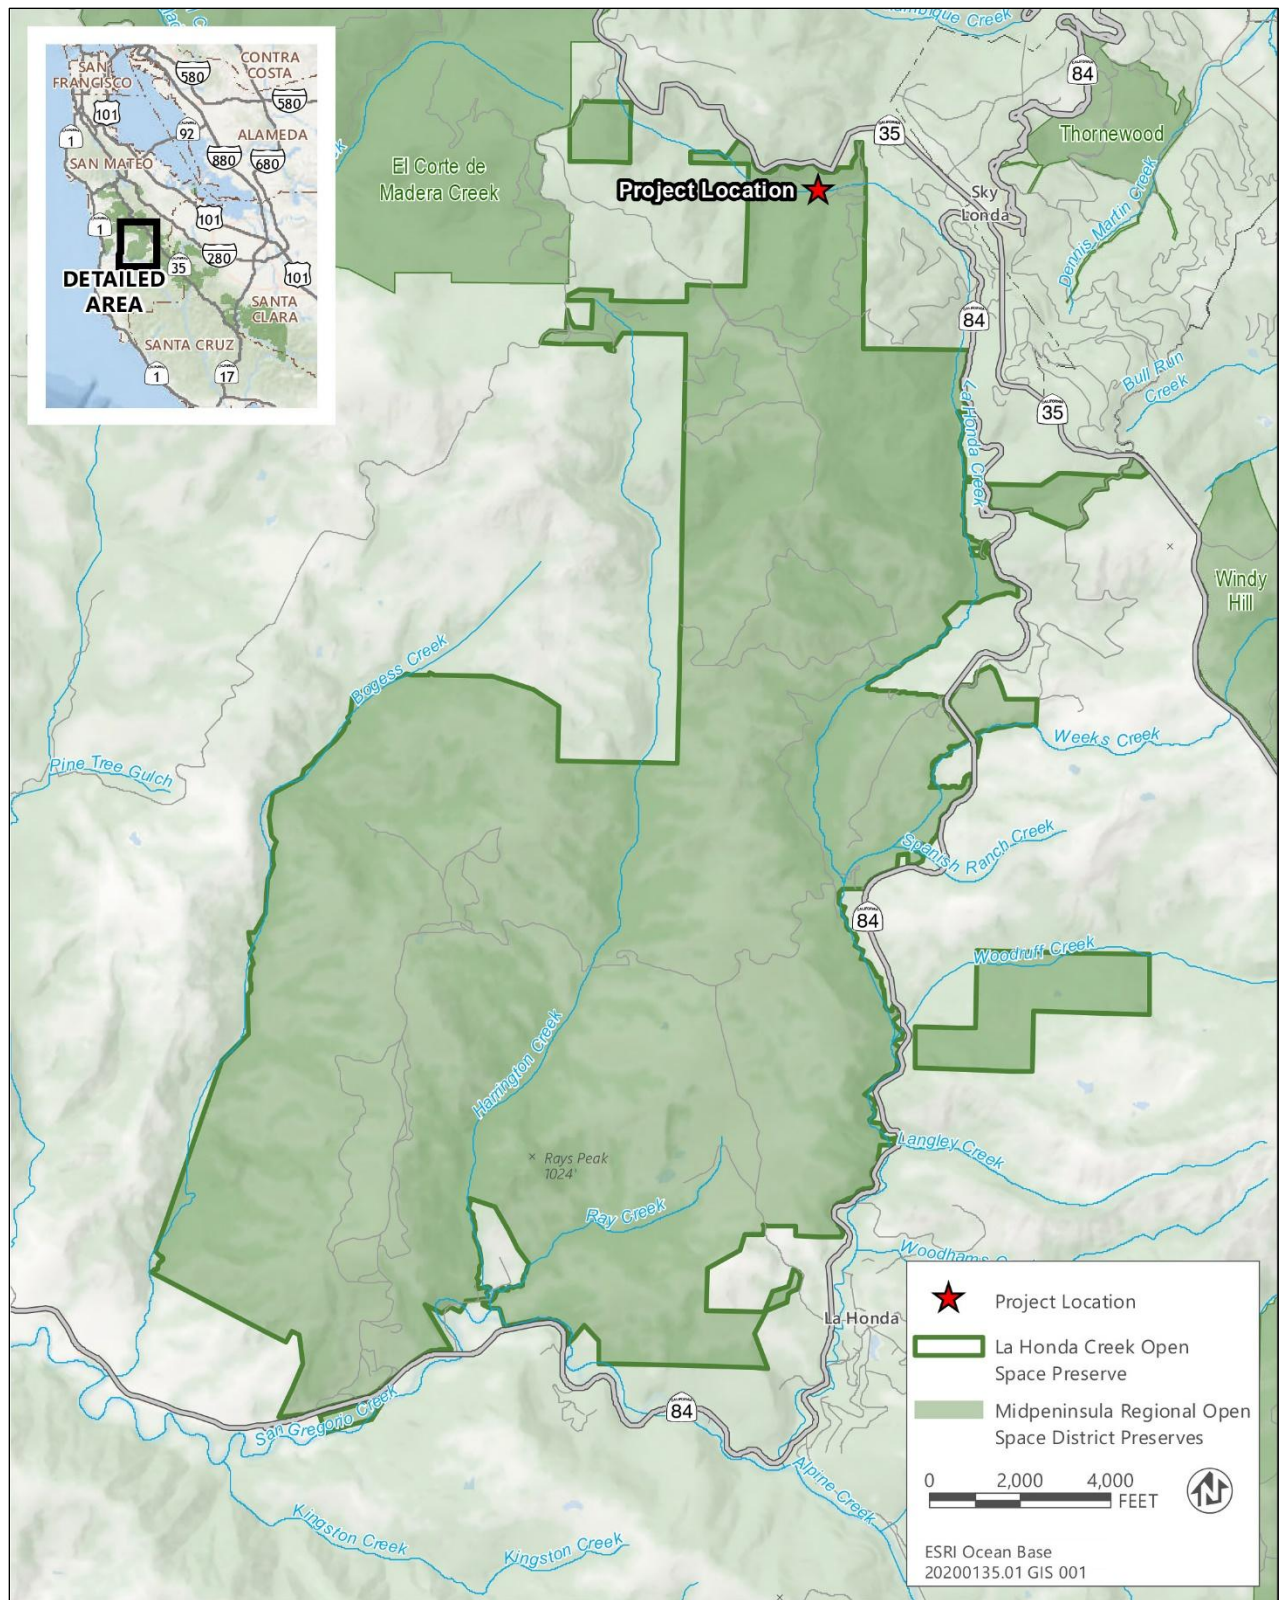 SAN
FRANCISCO
CONTRA
COSTA
580
580
101
1
92
ALAMEDA
880
680
SAN MATEO
101
1
280
35
101
DETAILED
AREA
SANTA
CLARA
SANTA CRUZ
1
17
84
35
Thornewood
El Corte de
Madera Creek
Project Location
Sky
Londa
Dennis Martin Creek
84
Bull Run
Creek
35
La Honda Creek
Windy
Hill
Bogess Creek
Weeks Creek
Pine Tree Gulch
Spanish Ranch Creek
84
Woodruff Creek
Harrington Creek
Langley Creek
Rays Peak
1024'
Ray Creek
La Honda
San Gregorio Creek
84
Alpine Creek
Kingston Creek
Kingston Creek
Project Location
La Honda Creek Open
Space Preserve
Midpeninsula Regional Open
Space District Preserves
0 2,000 4,000
FEET
N
ESRI Ocean Base
20200135.01 GIS 001